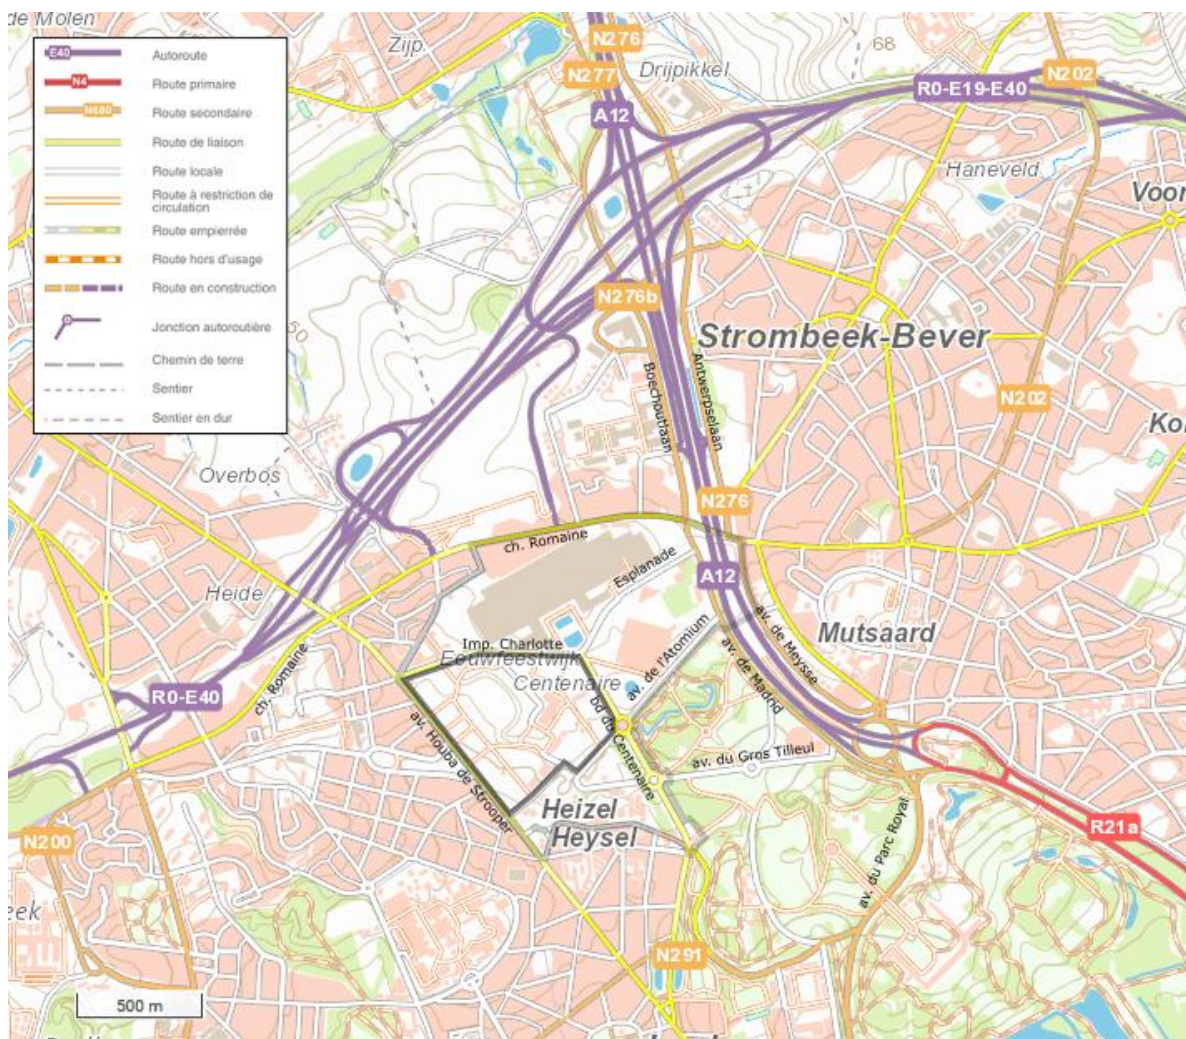 de Molen
Zijp
N276
68
N277
Drijpikkel
N202
R0-E19-E40
A12
E40
Autoroute
N4
Route primaire
N680
Route secondaire
Route de liaison
Route locale
Route à restriction de
circulation
Route empierrée
Route hors d'usage
Route en construction
Jonction autoroutière
Chemin de terre
Sentier
Sentier en dur
Haneveld
Voor
N276b
50
Strombeek-Bever
Boechoutlaan
Antwerpselaan
N202
Ko
Overbos
N276
ch. Romaine
Esplanade
A12
Heide
Imp. Charlotte
Eeuwfeestwijk
Centenaire
av. de l'Atomium
av. de Meysse
av. de Madrid
Mutsaard
R0-E40
ch. Romaine
av. Houba de Strooper
bd du Centenaire
av. du Gros Tilleul
Heizel
Heysel
N200
R21a
av. du Parc Royal
eek
N291
500 m